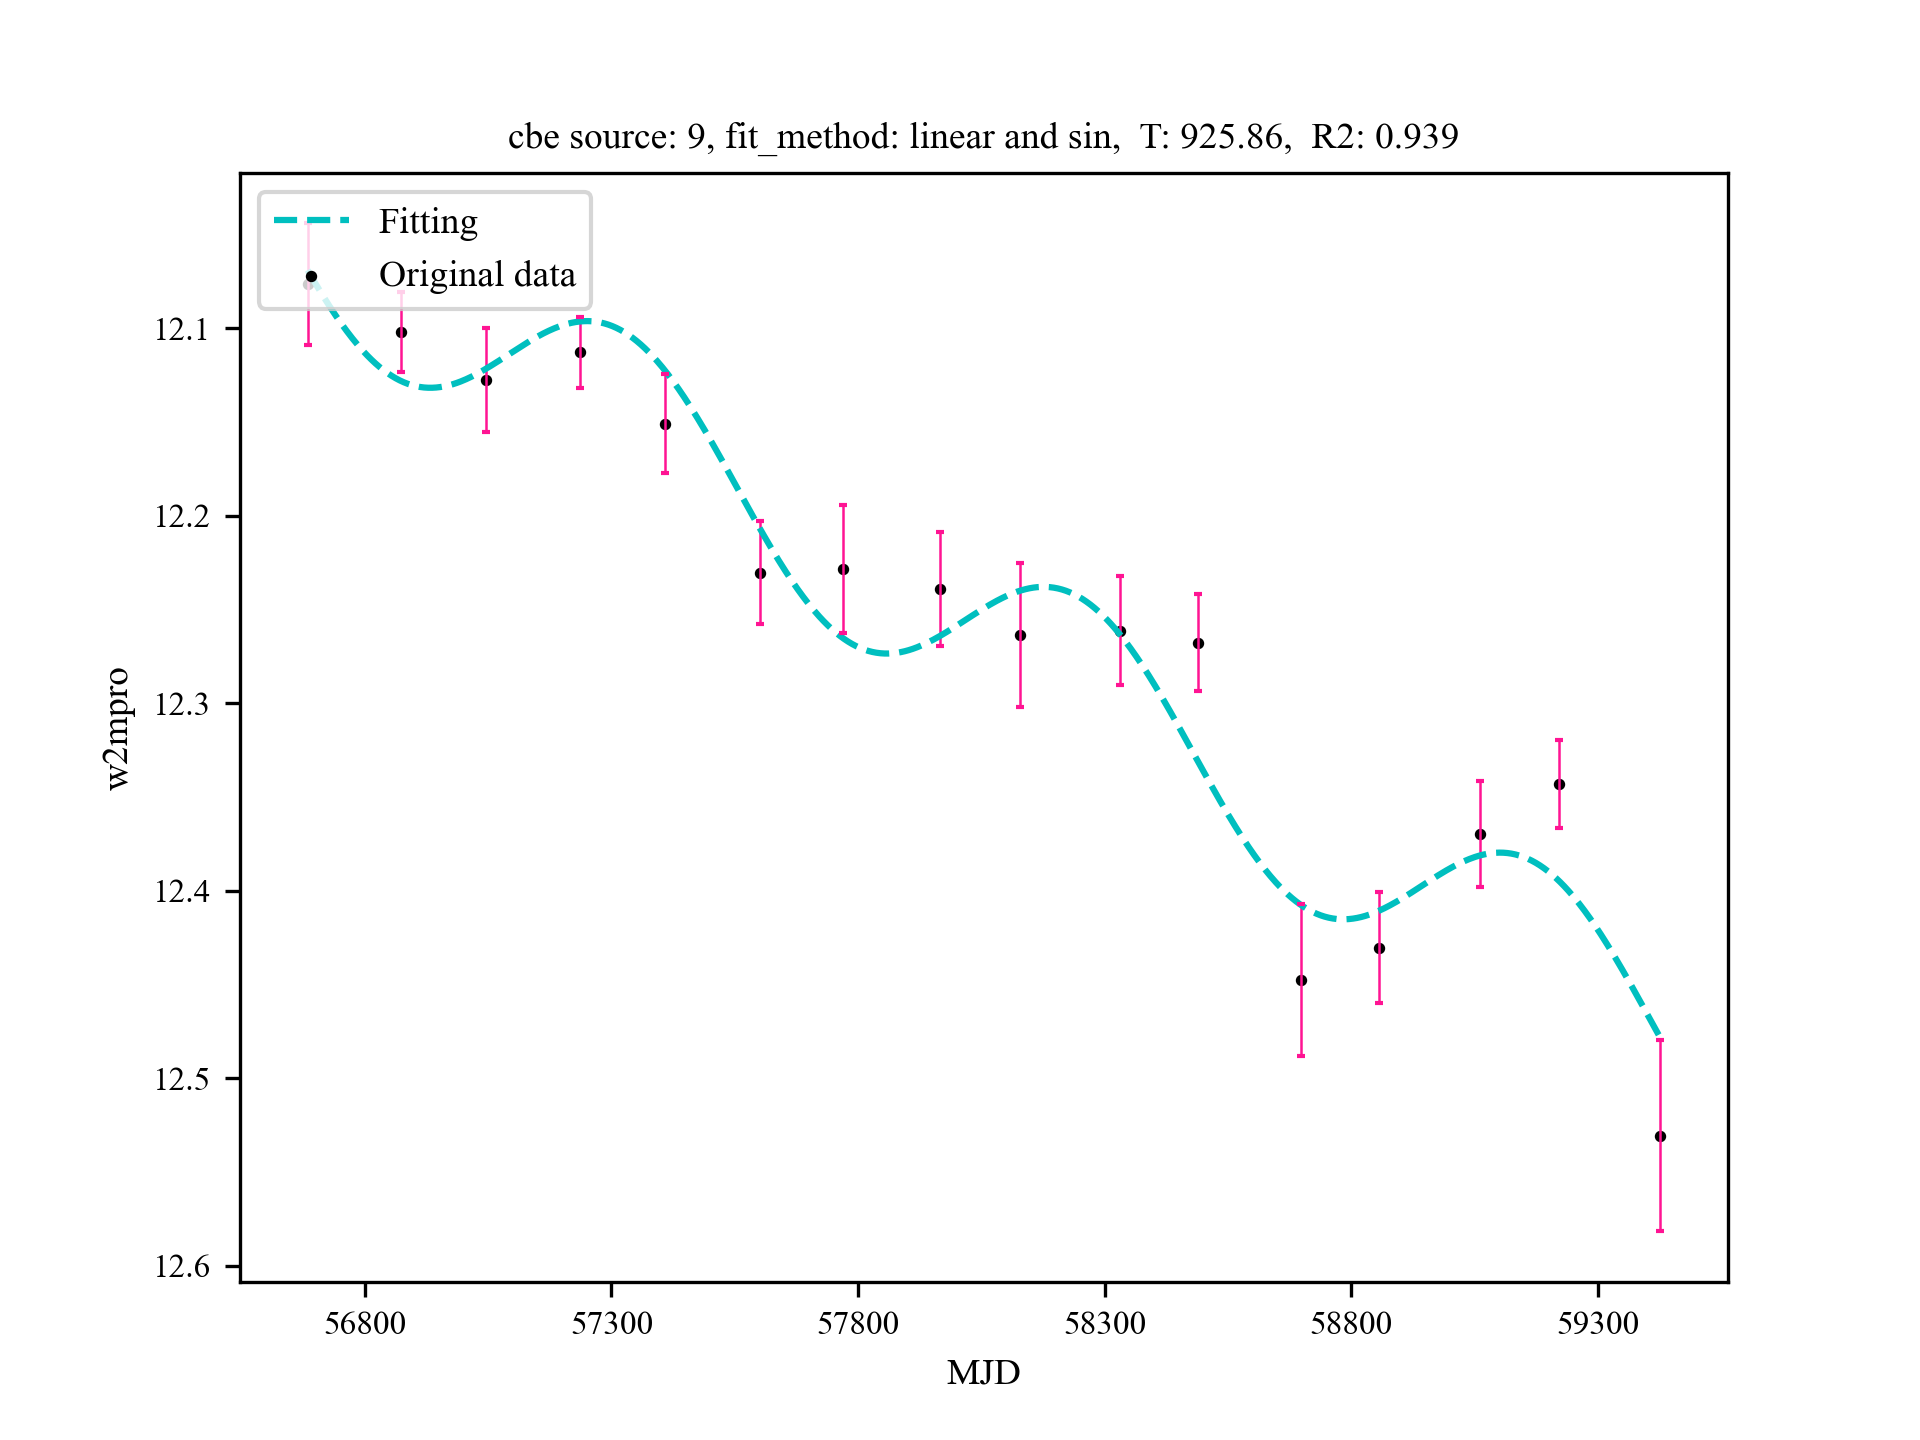 cbe source: 9, fit_method: linear and sin, T: 925.86, R2: 0.939
Fitting
Original data
12.1
12.2
12.3
12.4
12.5
12.6
w2mpro
56800 57300 57800 58300 58800 59300
MJD